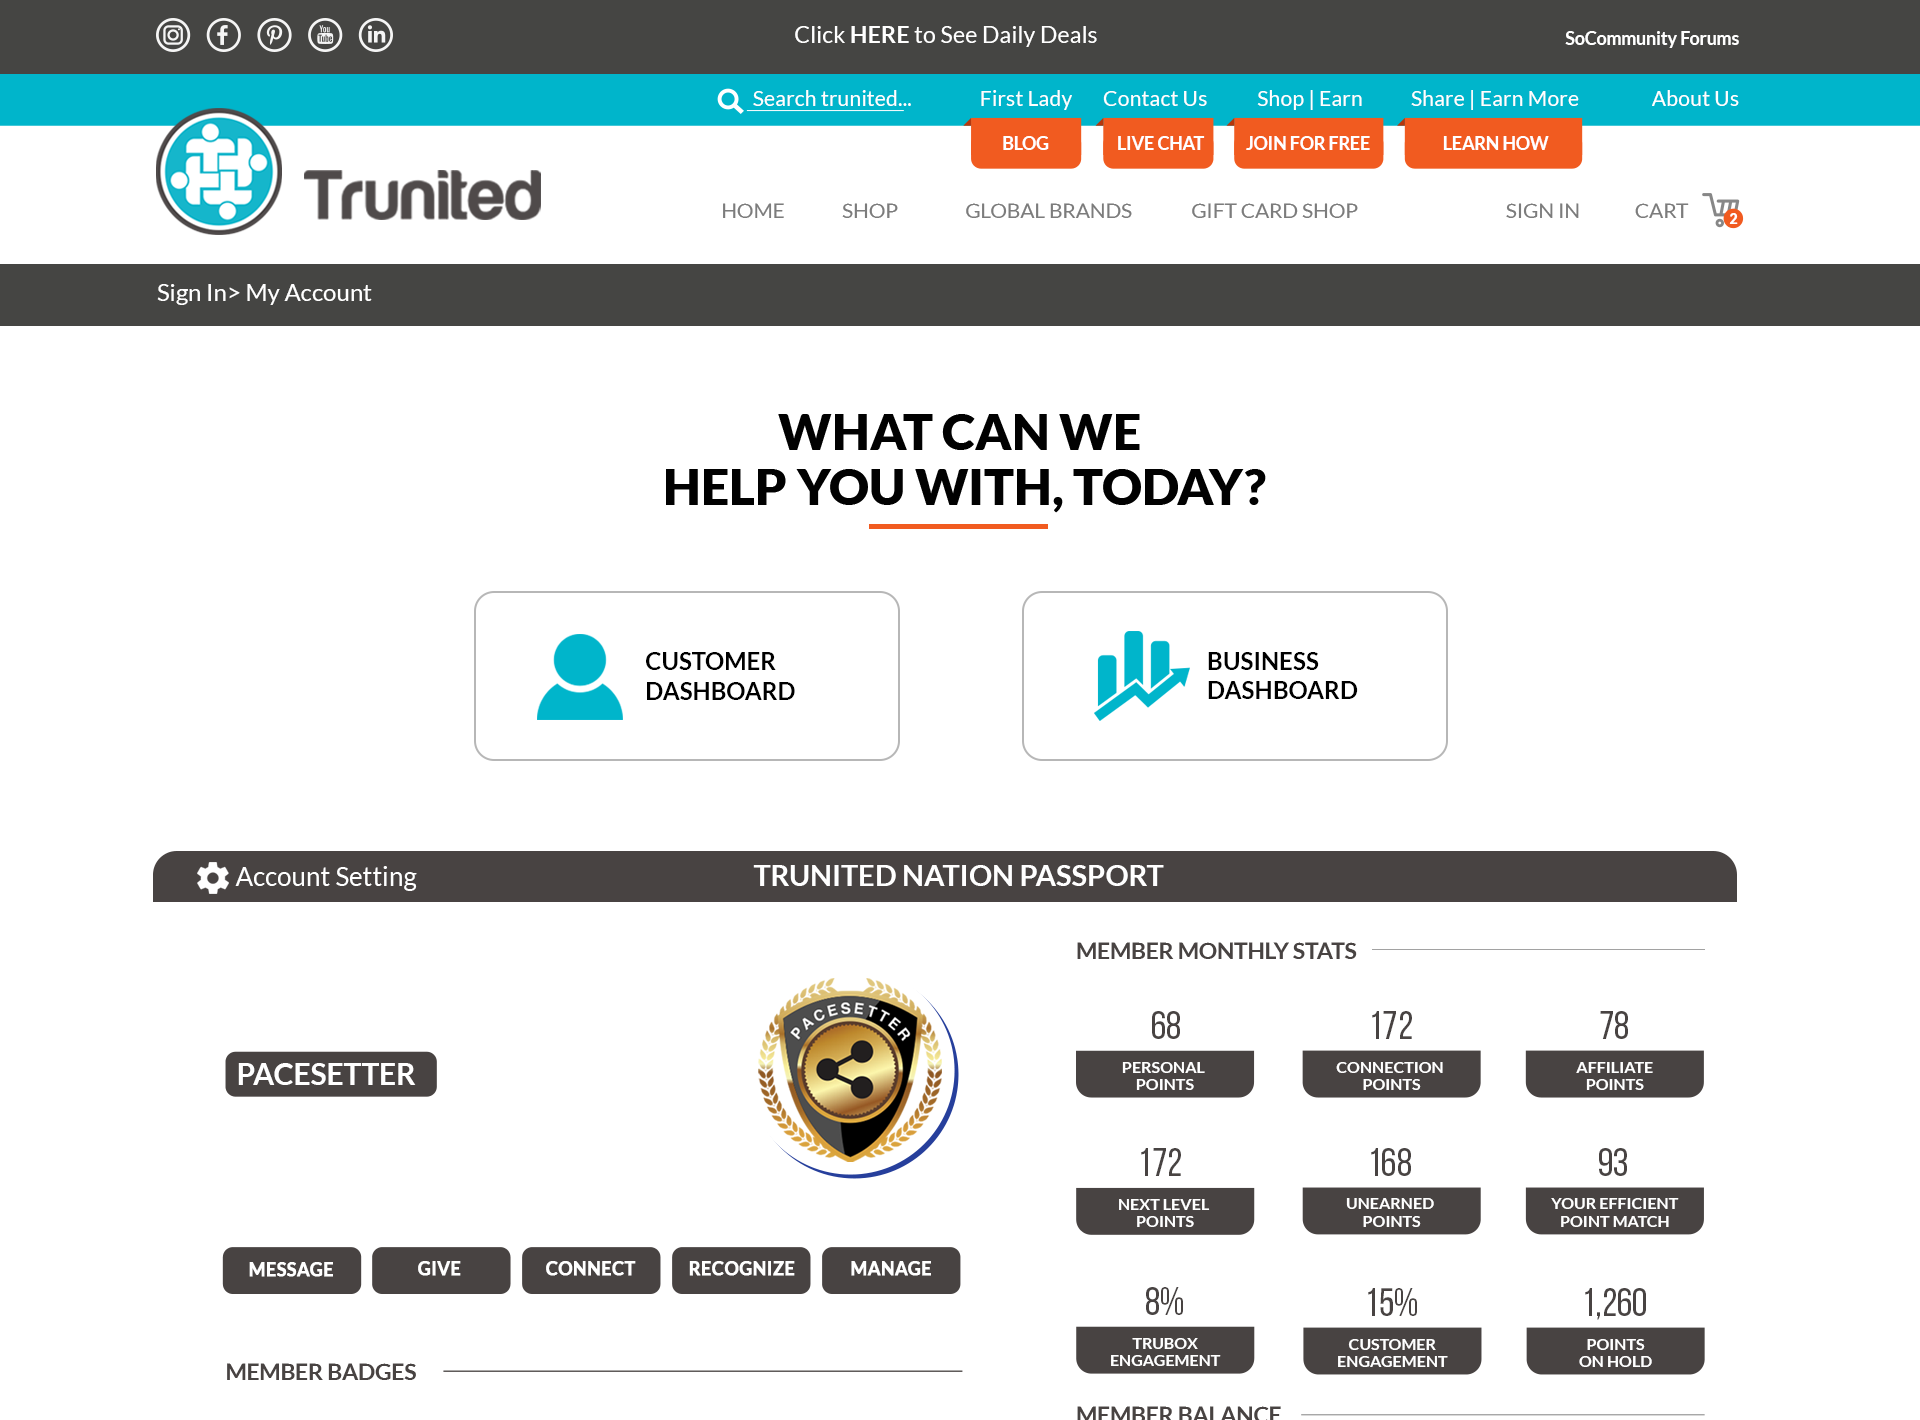 You
Tube
in
Click HERE to See Daily Deals
SoCommunity Forums
Search trunited...
First Lady
Contact Us
Shop | Earn
Share | Earn More
About Us
BLOG
LIVE CHAT
JOIN FOR FREE
LEARN HOW
Trunited
HOME
SHOP
GLOBAL BRANDS
GIFT CARD SHOP
SIGN IN
CART
2
Sign In> My Account
WHAT CAN WE
HELP YOU WITH, TODAY?
CUSTOMER
DASHBOARD
BUSINESS
DASHBOARD
Account Setting
TRUNITED NATION PASSPORT
PACESETTER
PACESETTER
MESSAGE
GIVE
CONNECT
RECOGNIZE
MANAGE
MEMBER BADGES
MEMBER MONTHLY STATS
68
PERSONAL
POINTS
172
CONNECTION
POINTS
78
AFFILIATE
POINTS
172
NEXT LEVEL
POINTS
168
UNEARNED
POINTS
93
YOUR EFFICIENT
POINT MATCH
8%
TRUBOX
ENGAGEMENT
15%
CUSTOMER
ENGAGEMENT
1,260
POINTS
ON HOLD
MEMBER BALANCE